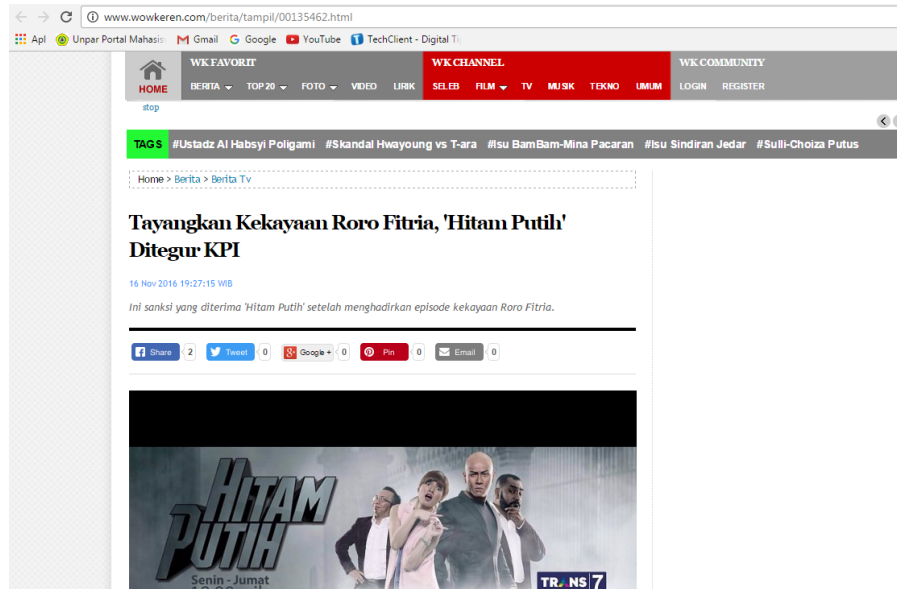 www.wowkeren.com/berita/tampil/00135462.html
Apl Unpar Portal Mahasis Gmail Google YouTube TechClient - Digital T
WK FAVORIT WK CHANNEL WK COMMUNITY
HOME BERITA TOP 20 FOTO VIDEO LIRIK SELEB FILM TV MUSIK TEKNO UMUM LOGIN REGISTER
stop
TAGS #Ustadz Al Habsyi Poligami #Skandal Hwayoung vs T-ara #Isu BamBam-Mina Pacaran #Isu Sindiran Jedar #Sulli-Choiza Putus
Home > Berita > Berita Tv
Tayangkan Kekayaan Roro Fitria, 'Hitam Putih'
Ditegur KPI
16 Nov 2016 19:27:15 WIB
Ini sanksi yang diterima 'Hitam Putih' setelah menghadirkan episode kekayaan Roro Fitria.
Share 2 Tweet 0 Google + 0 Pin 0 Email 0
HITAM
PUTIH
Senin - Jumat
TRANS 7